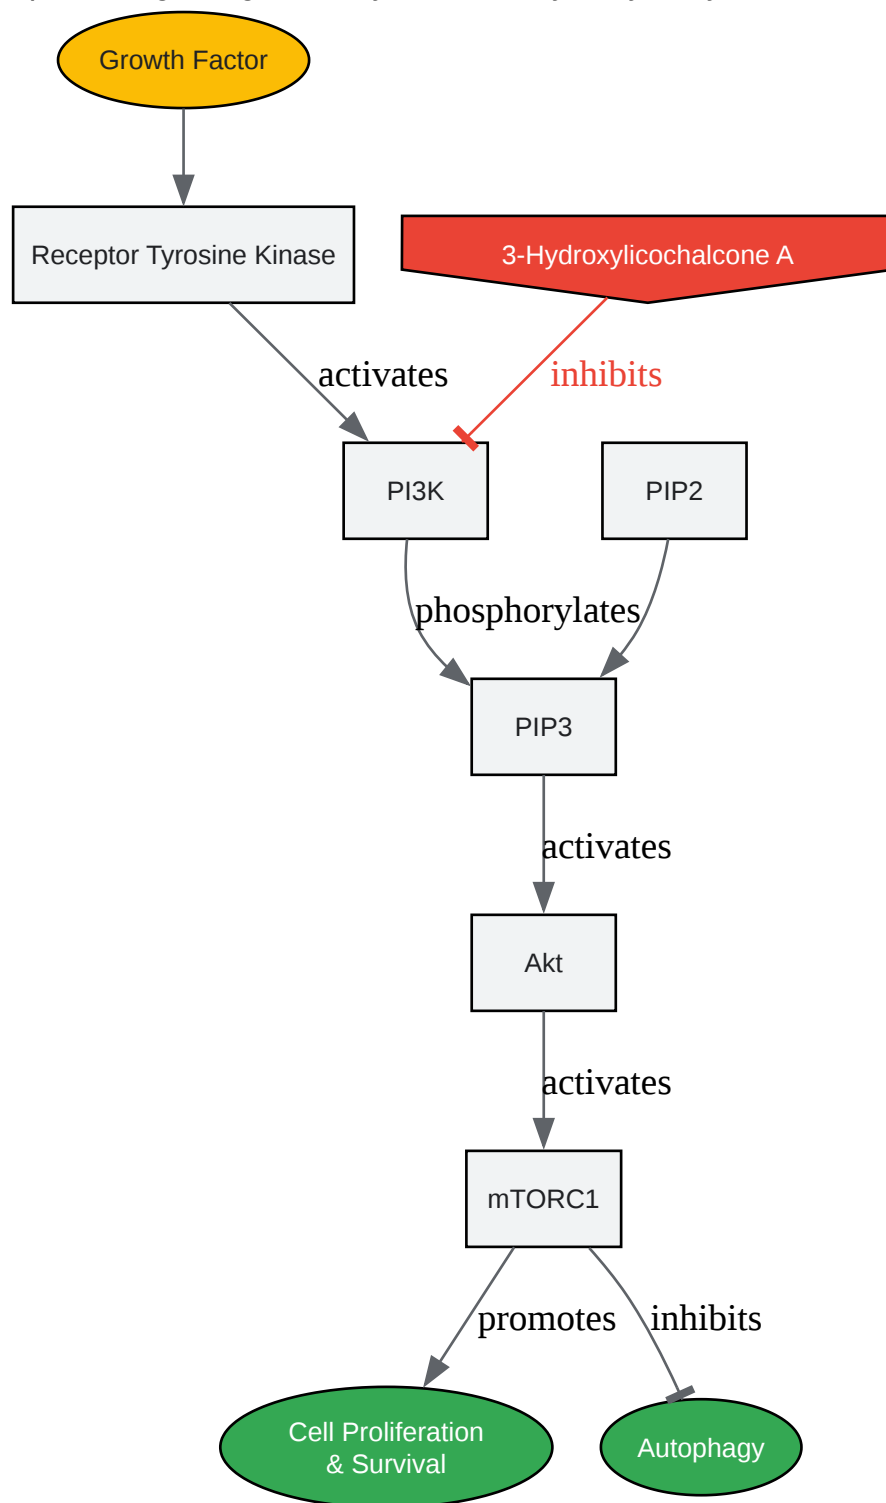 Growth Factor
Receptor Tyrosine Kinase
3-Hydroxylicochalcone A
activates
inhibits
PI3K
PIP2
phosphorylates
PIP3
activates
Akt
activates
mTORC1
promotes
inhibits
Cell Proliferation
& Survival
Autophagy